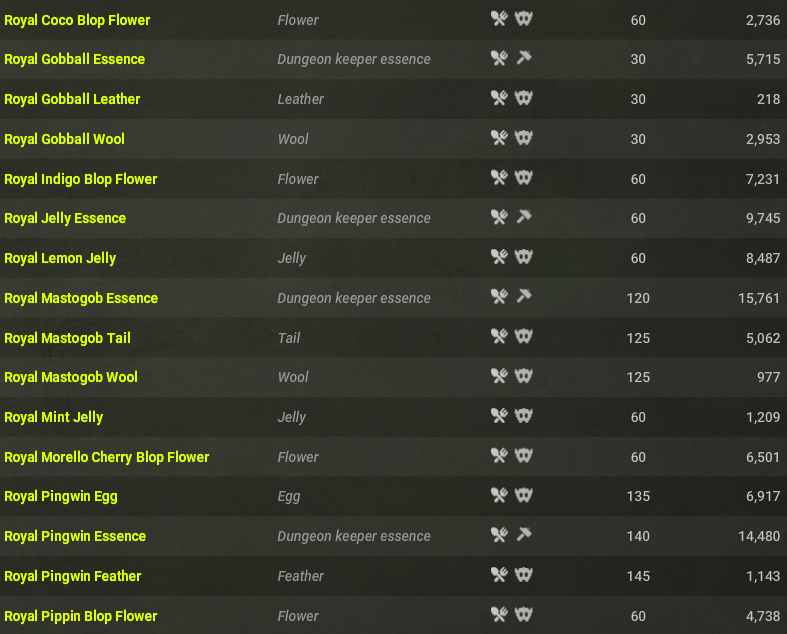 Royal Coco Blop Flower Flower 60 2,736
Royal Gobball Essence Dungeon keeper essence 30 5,715
Royal Gobball Leather Leather 30 218
Royal Gobball Wool Wool 30 2,953
Royal Indigo Blop Flower Flower 60 7,231
Royal Jelly Essence Dungeon keeper essence 60 9,745
Royal Lemon Jelly Jelly 60 8,487
Royal Mastogob Essence Dungeon keeper essence 120 15,761
Royal Mastogob Tail Tail 125 5,062
Royal Mastogob Wool Wool 125 977
Royal Mint Jelly Jelly 60 1,209
Royal Morello Cherry Blop Flower Flower 60 6,501
Royal Pingwin Egg Egg 135 6,917
Royal Pingwin Essence Dungeon keeper essence 140 14,480
Royal Pingwin Feather Feather 145 1,143
Royal Pippin Blop Flower Flower 60 4,738